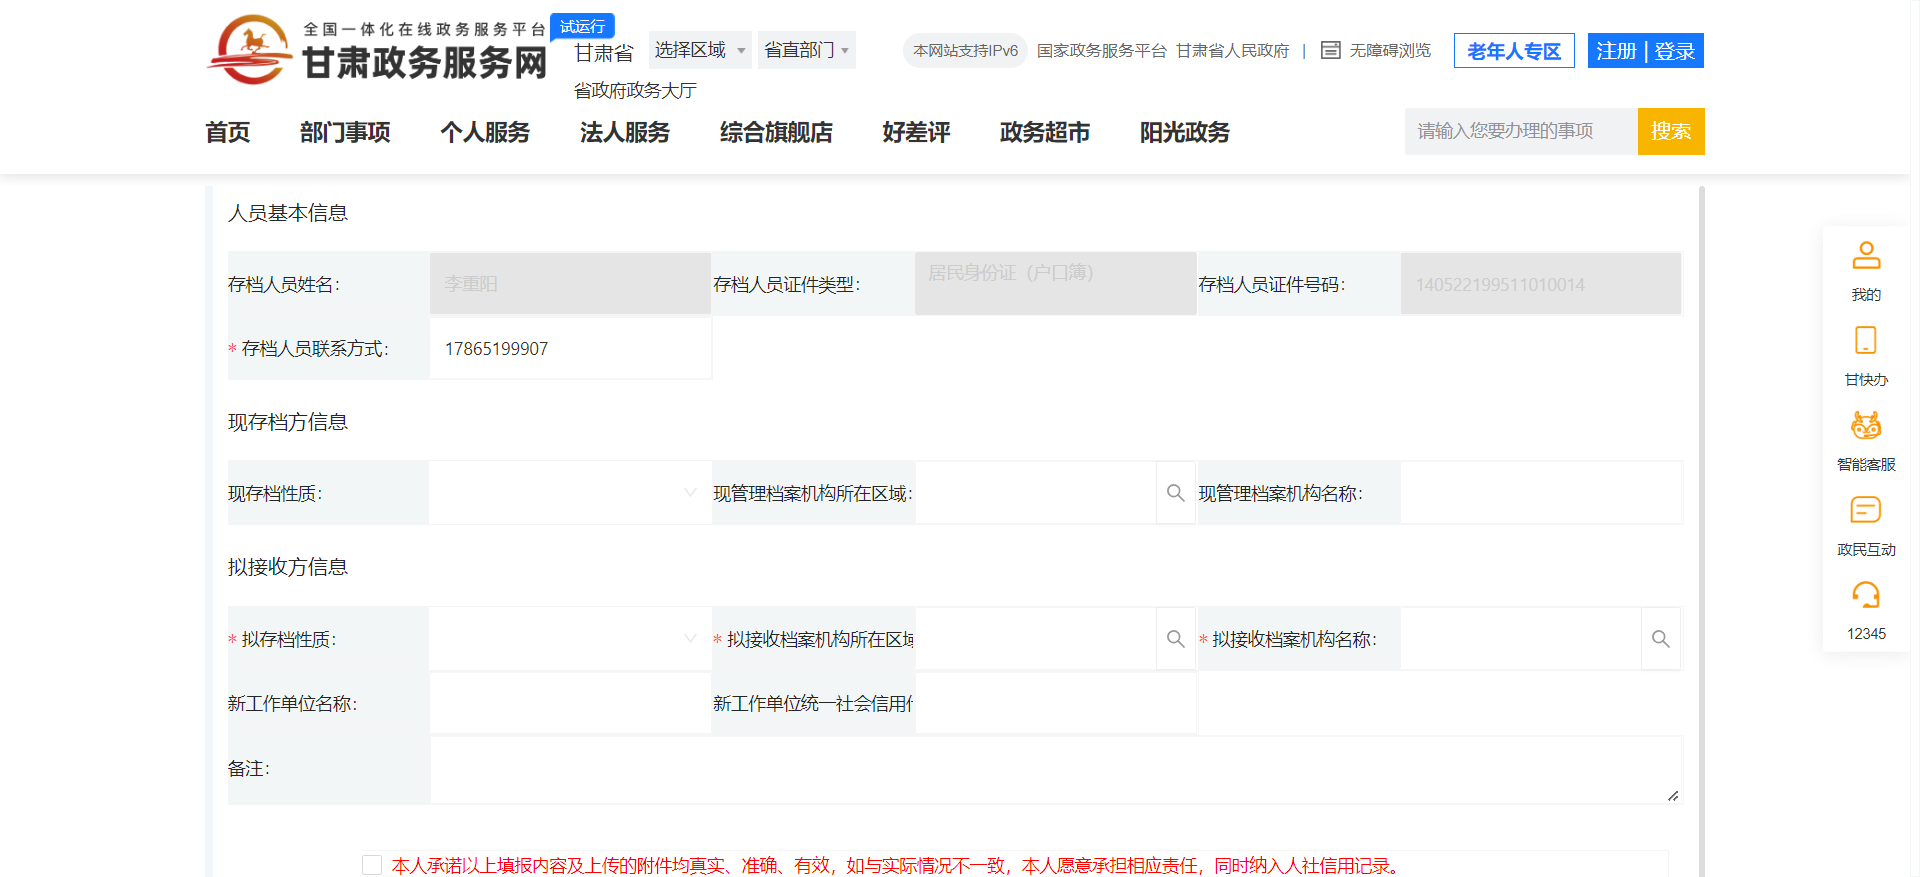 全国一体化在线政务服务平台
试运行
甘肃政务服务网
甘肃省 选择区域 省直部门
省政府政务大厅
本网站支持IPv6 国家政务服务平台 甘肃省人民政府 | 无障碍浏览 老年人专区 注册 | 登录
首页 部门事项 个人服务 法人服务 综合旗舰店 好差评 政务超市 阳光政务 请输入您要办理的事项 搜索
人员基本信息
存档人员姓名： 李重阳 存档人员证件类型： 居民身份证（户口簿） 存档人员证件号码： 140522199511010014
* 存档人员联系方式： 17865199907
现存档方信息
现存档性质： 现管理档案机构所在区域： 现管理档案机构名称：
拟接收方信息
* 拟存档性质： * 拟接收档案机构所在区域 * 拟接收档案机构名称：
新工作单位名称： 新工作单位统一社会信用代
备注：
本人承诺以上填报内容及上传的附件均真实、准确、有效，如与实际情况不一致，本人愿意承担相应责任，同时纳入人社信用记录。
我的
甘快办
智能客服
政民互动
12345